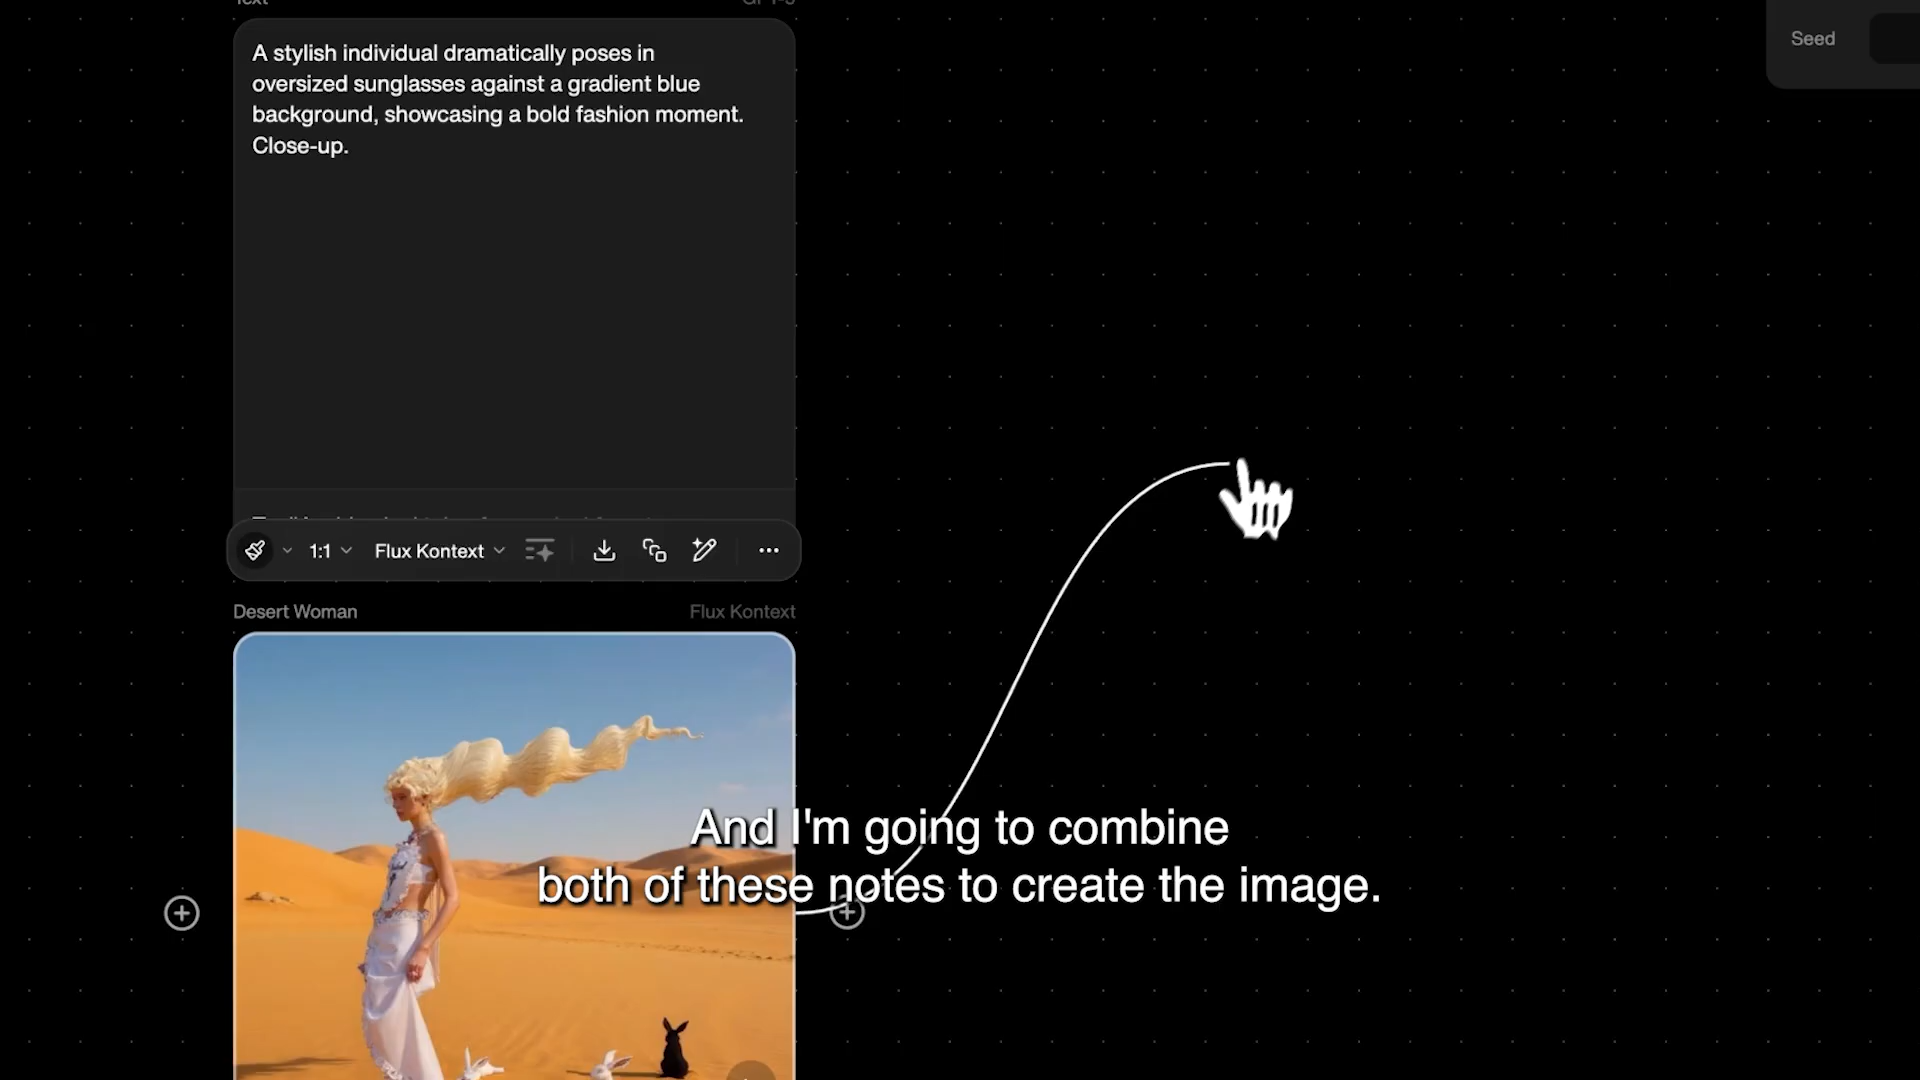 Seed
A stylish individual dramatically poses in
oversized sunglasses against a gradient blue
background, showcasing a bold fashion moment.
Close-up.
1:1
Flux Kontext
Desert Woman
Flux Kontext
And I'm going to combine
both of these notes to create the image.